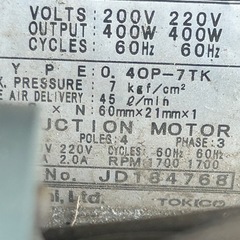 VOLTS 200V 220V
OUTPUT 400W 400W
CYCLES 60Hz 60Hz
YPE: 0.4OP-7TK
X. PRESSURE 7 kgf/cm²
E AIR DELIVERY 45 ℓ/min
X N 60mm×21mm×1
UCTION MOTOR
POLES: 4 PHASE: 3
V 220V CYCLES: 60Hz 60Hz
A 2.0A RPM 1700 1700
No. JD184768
Ltd. TOKICO